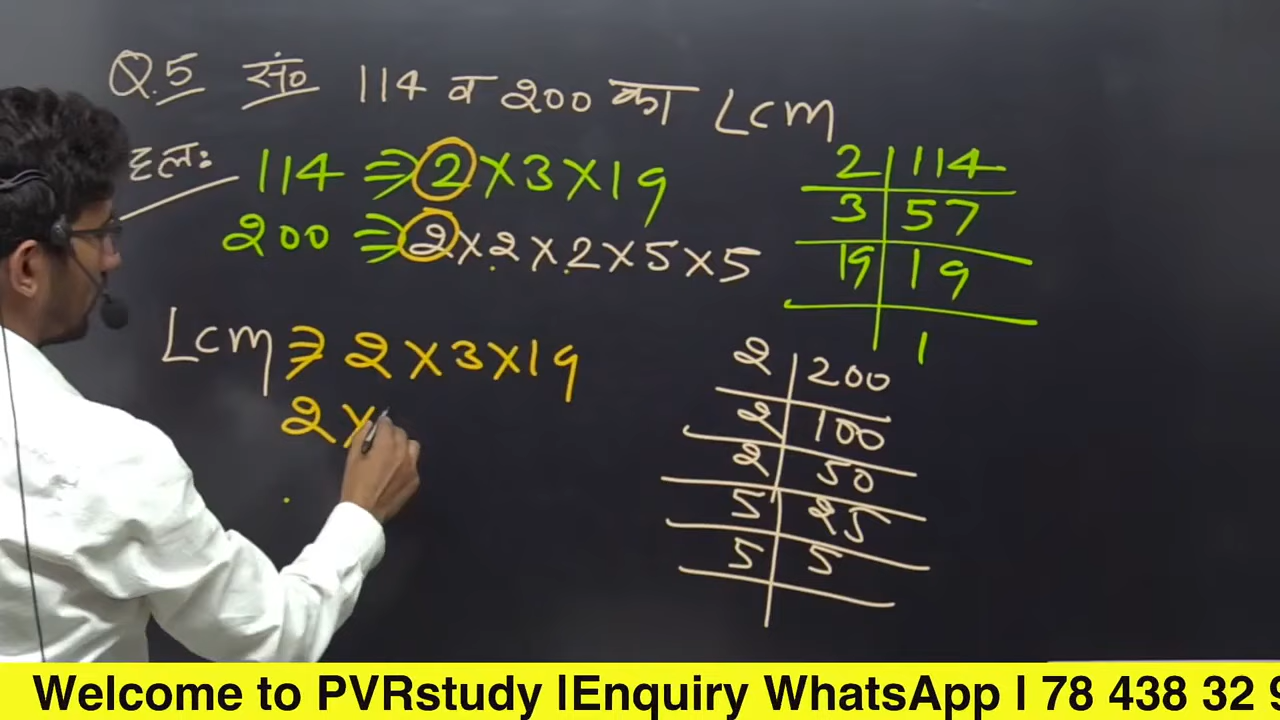 Q.5 सं० 114 व 200 का Lcm
हलः
114 ⇒ 2×3×19
200 ⇒ 2×2×2×5×5
Lcm ⇒ 2×3×19
2×
2 | 114
3 | 57
19 | 19
1
2 | 200
2 | 100
2 | 50
5 | 25
5 | 5
Welcome to PVRstudy |Enquiry WhatsApp | 78 438 32 9